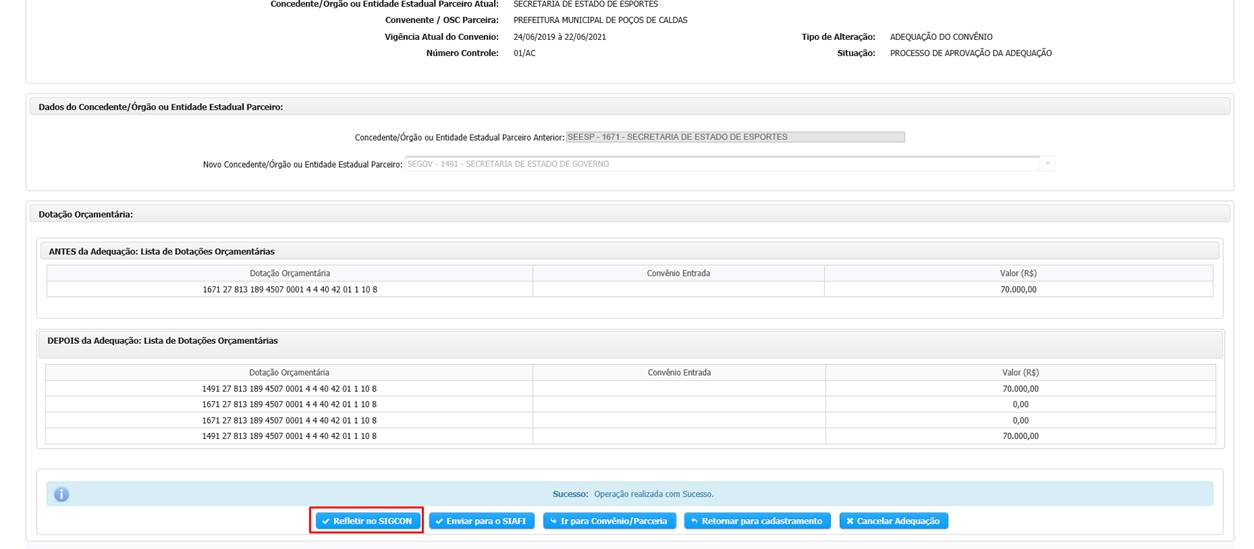 Concedente/Órgão ou Entidade Estadual Parceiro Atual: SECRETARIA DE ESTADO DE ESPORTES
Convenente / OSC Parceira: PREFEITURA MUNICIPAL DE POÇOS DE CALDAS
Vigência Atual do Convenio: 24/06/2019 à 22/06/2021 Tipo de Alteração: ADEQUAÇÃO DO CONVÊNIO
Número Controle: 01/AC Situação: PROCESSO DE APROVAÇÃO DA ADEQUAÇÃO
Dados do Concedente/Órgão ou Entidade Estadual Parceiro:
Concedente/Órgão ou Entidade Estadual Parceiro Anterior: SEESP - 1671 - SECRETARIA DE ESTADO DE ESPORTES
Novo Concedente/Órgão ou Entidade Estadual Parceiro: SEGOV - 1491 - SECRETARIA DE ESTADO DE GOVERNO
Dotação Orçamentária:
ANTES da Adequação: Lista de Dotações Orçamentárias
Dotação Orçamentária Convênio Entrada Valor (R$)
1671 27 813 189 4507 0001 4 4 40 42 01 1 10 8 70.000,00
DEPOIS da Adequação: Lista de Dotações Orçamentárias
Dotação Orçamentária Convênio Entrada Valor (R$)
1491 27 813 189 4507 0001 4 4 40 42 01 1 10 8 70.000,00
1671 27 813 189 4507 0001 4 4 40 42 01 1 10 8 0,00
1671 27 813 189 4507 0001 4 4 40 42 01 1 10 8 0,00
1491 27 813 189 4507 0001 4 4 40 42 01 1 10 8 70.000,00
Sucesso: Operação realizada com Sucesso.
Refletir no SIGCON Enviar para o SIAFI Ir para Convênio/Parceria Retornar para cadastramento Cancelar Adequação